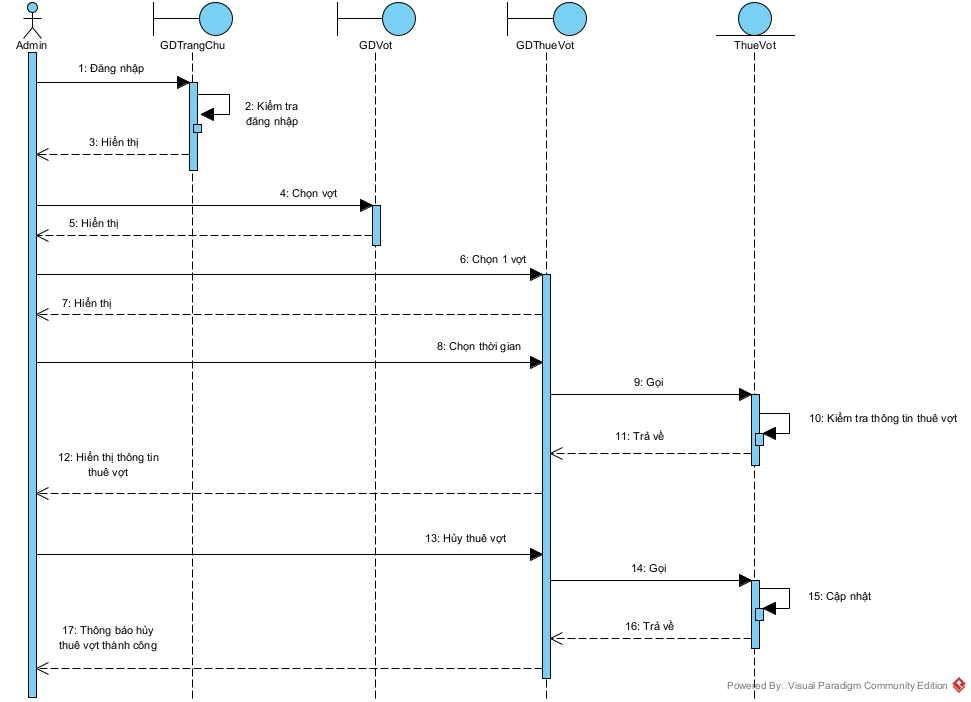 Admin
GDTrangChu
GDVot
GDThueVot
ThueVot
1: Đăng nhập
2: Kiểm tra
đăng nhập
3: Hiển thị
4: Chọn vợt
5: Hiển thị
6: Chọn 1 vợt
7: Hiển thị
8: Chọn thời gian
9: Gọi
10: Kiểm tra thông tin thuê vợt
11: Trả về
12: Hiển thị thông tin
thuê vợt
13: Hủy thuê vợt
14: Gọi
15: Cập nhật
16: Trả về
17: Thông báo hủy
thuê vợt thành công
Powered By Visual Paradigm Community Edition